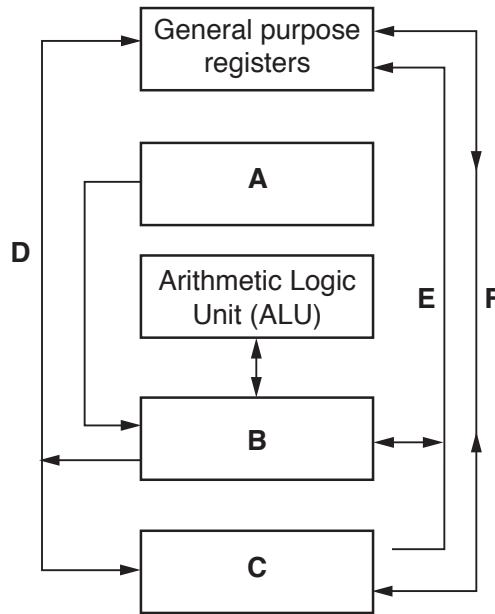 General purpose
registers
A
D
Arithmetic Logic
Unit (ALU)
E
F
B
C